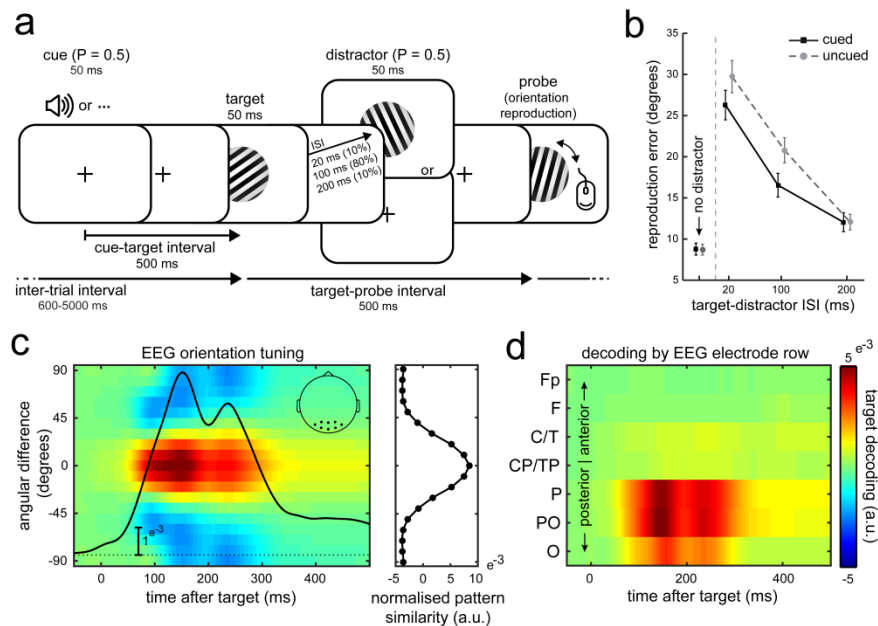 a
cue (P = 0.5)
50 ms
or ...
target
50 ms
distractor (P = 0.5)
50 ms
probe
(orientation
reproduction)
ISI
20 ms (10%)
100 ms (80%)
200 ms (10%)
or
cue-target interval
500 ms
inter-trial interval
600-5000 ms
target-probe interval
500 ms
b
cued
uncued
reproduction error (degrees)
35
30
25
20
15
10
5
no distractor
20
100
200
target-distractor ISI (ms)
c
EEG orientation tuning
angular difference
(degrees)
90
45
0
-45
-90
1e-3
0
100
200
300
400
time after target (ms)
-5
0
5
10
e-3
normalised pattern
similarity (a.u.)
d
decoding by EEG electrode row
Fp
F
C/T
CP/TP
P
PO
O
posterior | anterior
0
100
200
300
400
time after target (ms)
5 e-3
target decoding
(a.u.)
-5